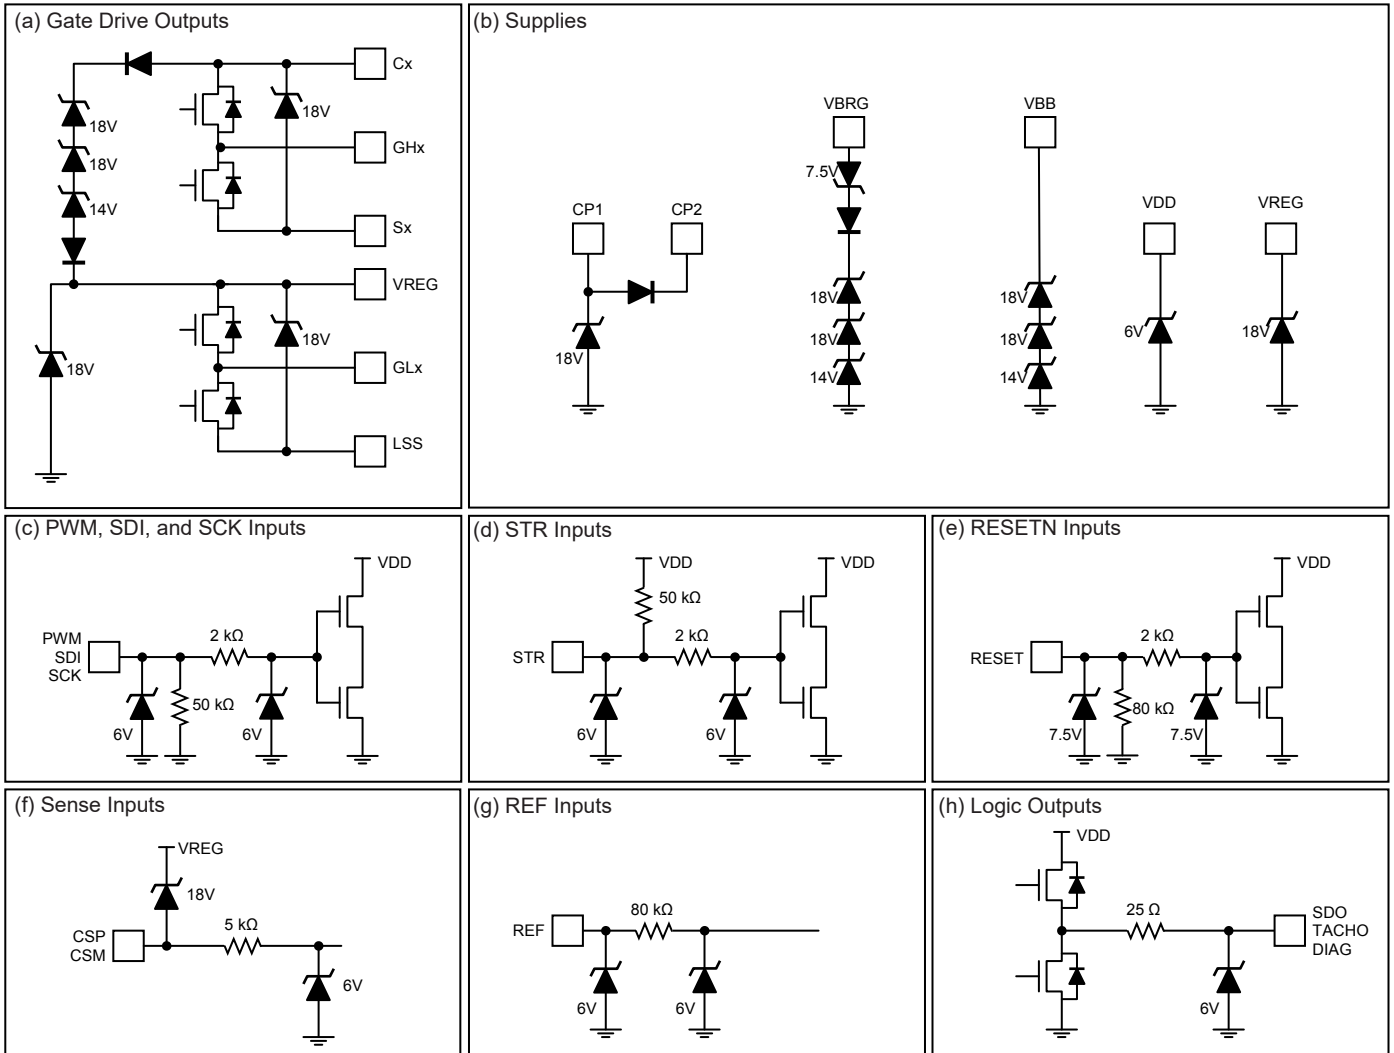 (a) Gate Drive Outputs
Cx
18V
18V
GHx
18V
14V
Sx
VREG
18V
18V
GLx
LSS
(b) Supplies
VBRG
VBB
7.5V
CP1
CP2
VDD
VREG
18V
18V
18V
18V
6V
18V
18V
14V
14V
(c) PWM, SDI, and SCK Inputs
VDD
PWM
SDI
SCK
2 kΩ
50 kΩ
6V
6V
(d) STR Inputs
VDD
VDD
50 kΩ
2 kΩ
STR
6V
6V
(e) RESETN Inputs
VDD
2 kΩ
RESET
80 kΩ
7.5V
7.5V
(f) Sense Inputs
VREG
18V
5 kΩ
CSP
CSM
6V
(g) REF Inputs
80 kΩ
REF
6V
6V
(h) Logic Outputs
VDD
25 Ω
SDO
TACHO
DIAG
6V